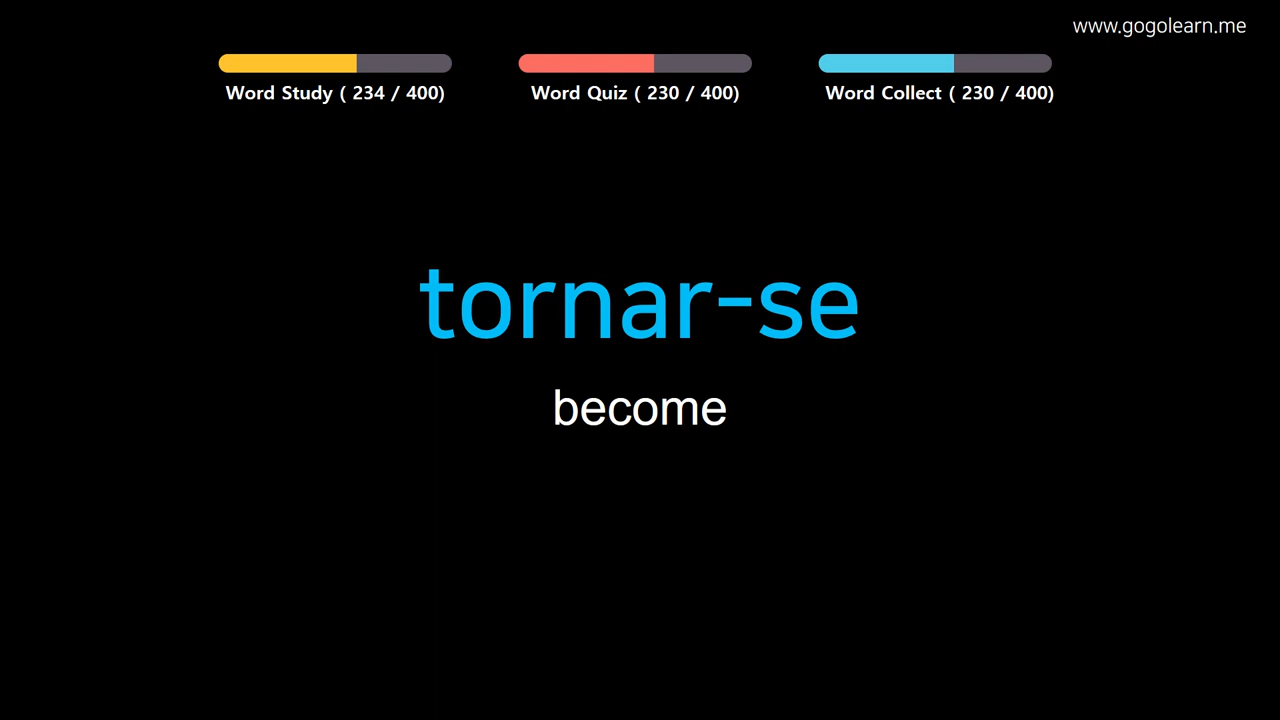 www.gogolearn.me
Word Study ( 234 / 400)
Word Quiz ( 230 / 400)
Word Collect ( 230 / 400)
tornar-se
become